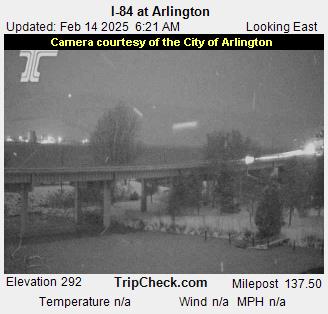 I-84 at Arlington
Updated: Feb 14 2025 6:21 AM Looking East
Camera courtesy of the City of Arlington
Elevation 292 TripCheck.com Milepost 137.50
Temperature n/a Wind n/a MPH n/a